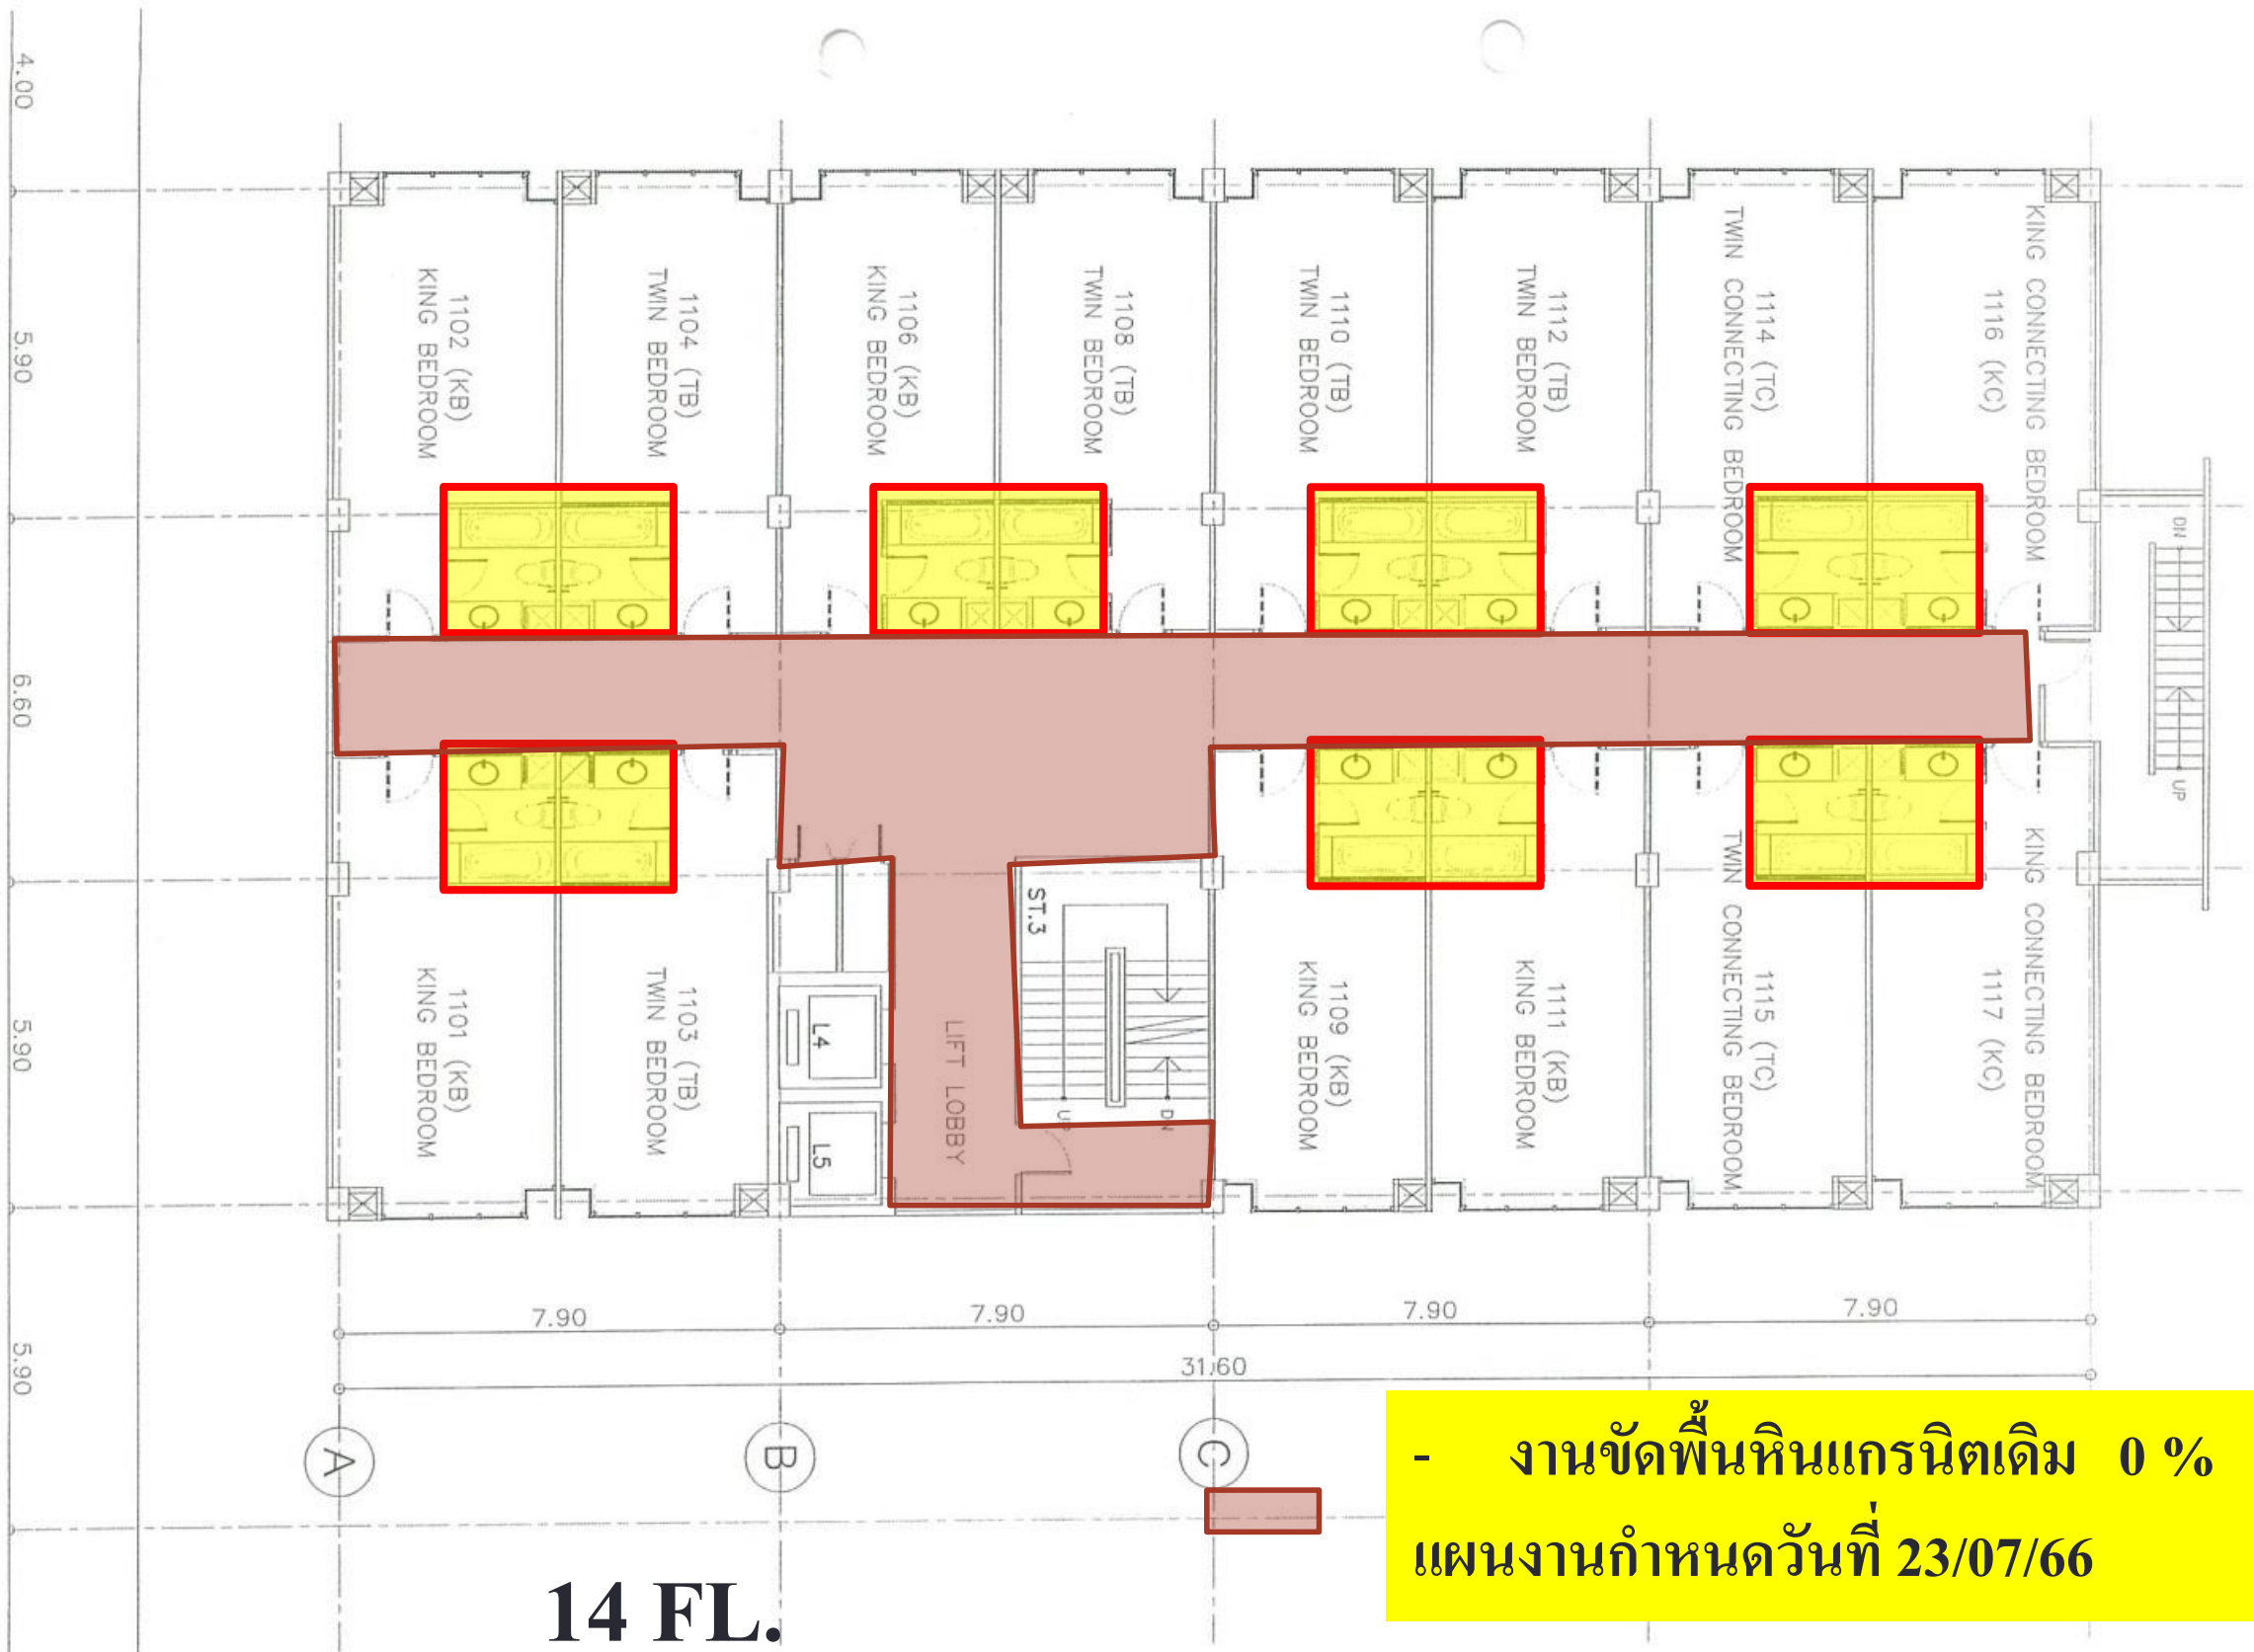 4.00
5.90
6.60
5.90
5.90
1102 (KB)
KING BEDROOM
1104 (TB)
TWIN BEDROOM
1106 (KB)
KING BEDROOM
1108 (TB)
TWIN BEDROOM
1110 (TB)
TWIN BEDROOM
1112 (TB)
TWIN BEDROOM
1114 (TC)
TWIN CONNECTING BEDROOM
KING CONNECTING BEDROOM
1116 (KC)
DN
UP
1101 (KB)
KING BEDROOM
1103 (TB)
TWIN BEDROOM
L4
L5
LIFT LOBBY
ST.3
UP
DN
1109 (KB)
KING BEDROOM
1111 (KB)
KING BEDROOM
1115 (TC)
TWIN CONNECTING BEDROOM
KING CONNECTING BEDROOM
1117 (KC)
7.90
7.90
7.90
7.90
31.60
A
B
C
- งานขัดพื้นหินแกรนิตเดิม 0 %
แผนงานกำหนดวันที่ 23/07/66
14 FL.